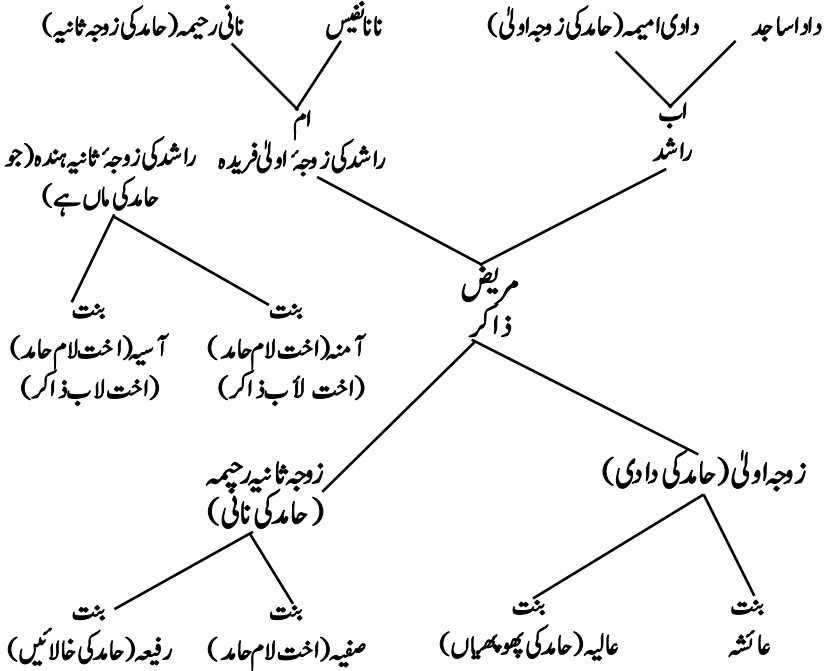 دادا ساجد
دادی امیمہ (حامد کی زوجہ اولیٰ)
نانا نفیس
نانی رحیمہ (حامد کی زوجہ ثانیہ)
اب
راشد
ام
راشد کی زوجۂ اولیٰ فریدہ
راشد کی زوجۂ ثانیہ ہندہ (جو
حامد کی ماں ہے)
مریض
ذاکر
بنت
آمنہ (اخت لام حامد)
(اخت لأب ذاکر)
بنت
آسیہ (اخت لام حامد)
(اخت لاب ذاکر)
زوجہ اولیٰ (حامد کی دادی)
زوجہ ثانیہ رحیمہ
(حامد کی نانی)
بنت
عائشہ
بنت
عالیہ (حامد کی پھوپھیاں)
بنت
صفیہ (اخت لام حامد)
بنت
رفیعہ (حامد کی خالائیں)